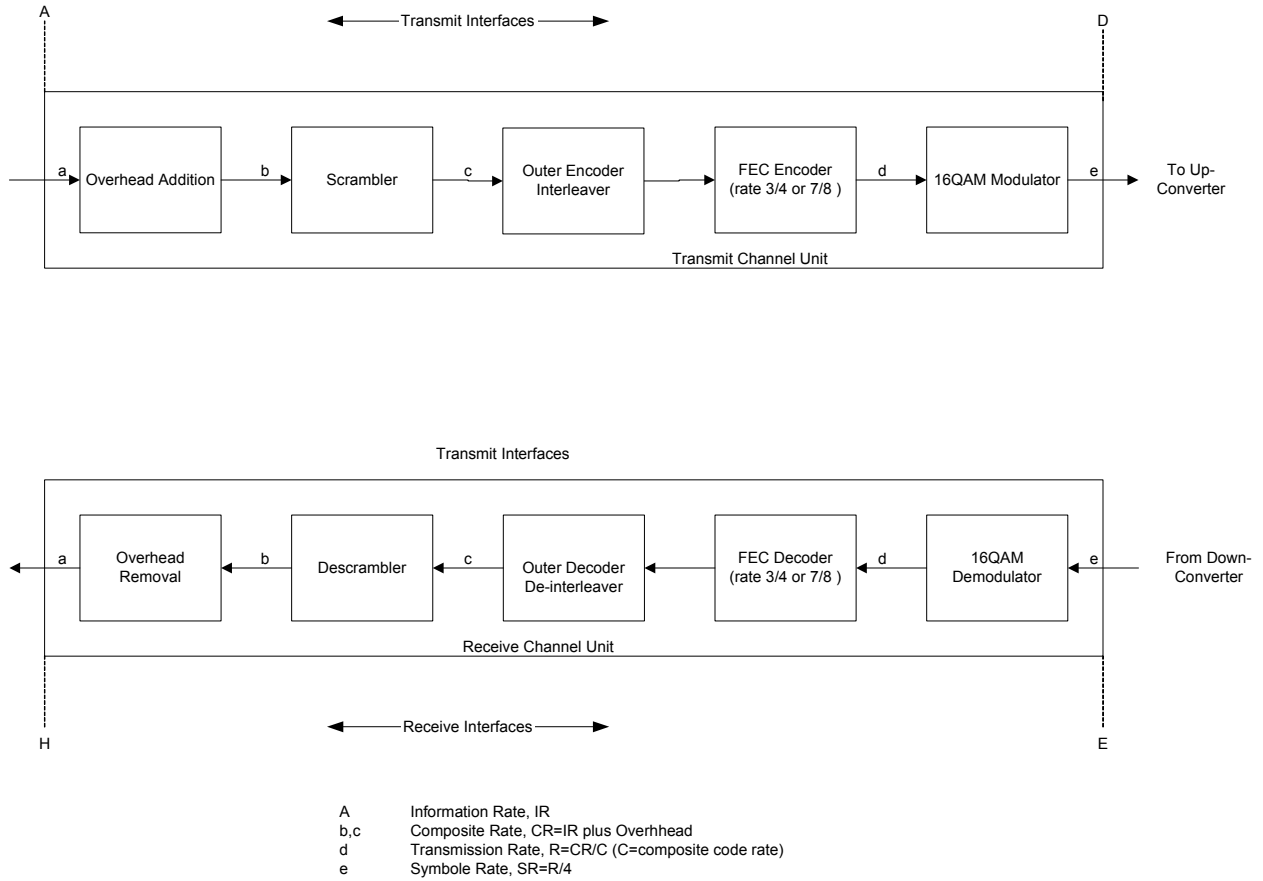 A
Transmit Interfaces
D
a
Overhead Addition
b
Scrambler
c
Outer Encoder
Interleaver
FEC Encoder
(rate 3/4 or 7/8 )
d
16QAM Modulator
e
To Up-
Converter
Transmit Channel Unit
Transmit Interfaces
a
Overhead
Removal
b
Descrambler
c
Outer Decoder
De-interleaver
FEC Decoder
(rate 3/4 or 7/8 )
d
16QAM
Demodulator
e
From Down-
Converter
Receive Channel Unit
Receive Interfaces
H
E
A Information Rate, IR
b,c Composite Rate, CR=IR plus Overhhead
d Transmission Rate, R=CR/C (C=composite code rate)
e Symbole Rate, SR=R/4